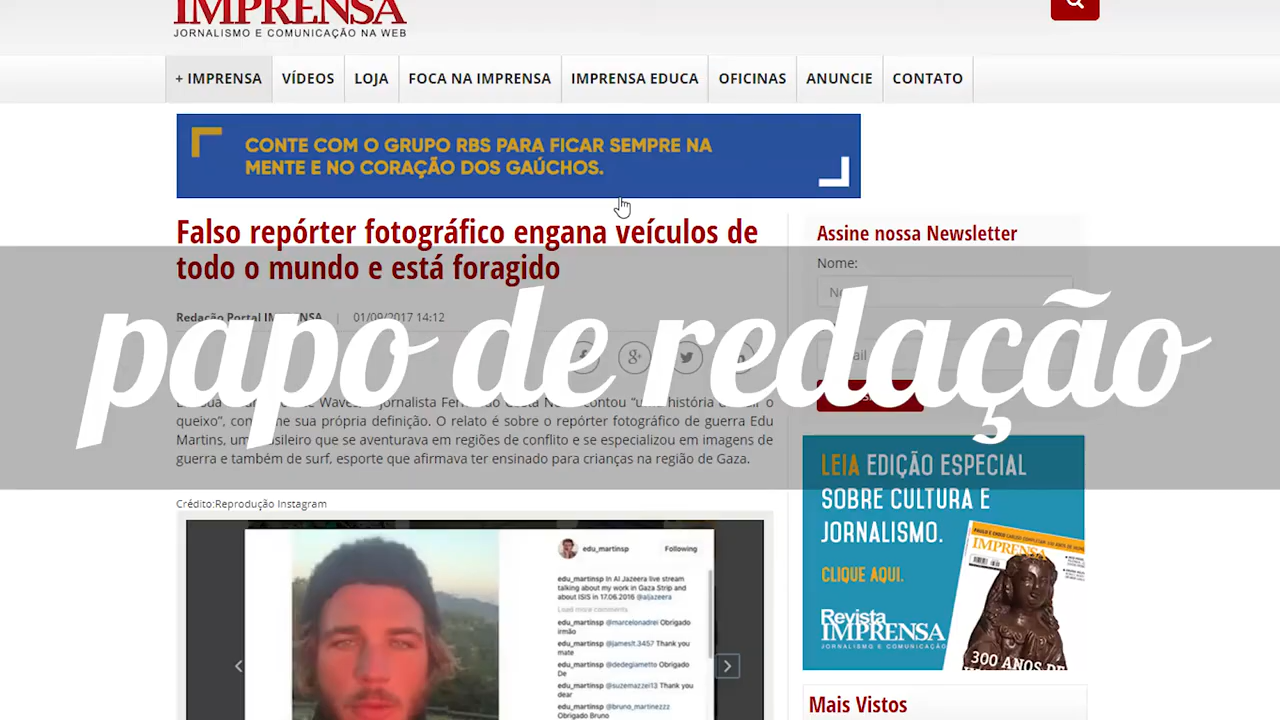 IMPRENSA
JORNALISMO E COMUNICAÇÃO NA WEB
+ IMPRENSA
VÍDEOS
LOJA
FOCA NA IMPRENSA
IMPRENSA EDUCA
OFICINAS
ANUNCIE
CONTATO
CONTE COM O GRUPO RBS PARA FICAR SEMPRE NA
MENTE E NO CORAÇÃO DOS GAÚCHOS.
Falso repórter fotográfico engana veículos de
todo o mundo e está foragido
Redação Portal IMPRENSA | 01/09/2017 14:12
papo de redação
jornalista
queixo", sua própria definição. O relato é sobre o repórter fotográfico de guerra Edu
Martins, um brasileiro que se aventurava em regiões de conflito e se especializou em imagens de
guerra e também de surf, esporte que afirmava ter ensinado para crianças na região de Gaza.
Crédito:Reprodução Instagram
edu_martinsp
Following
edu_martinsp In Al Jazeera live stream
talking about my work in Gaza Strip and
about ISIS in 17.06.2016 @aljazeera
Load more comments
edu_martinsp @marcelonadrei Obrigado
irmão
edu_martinsp @jameslt.3457 Thank you
mate
edu_martinsp @dedegiametto Obrigado
De
edu_martinsp @suzemazzei13 Thank you
dear
edu_martinsp @bruno_martinezzz
Obrigado Bruno
Assine nossa Newsletter
Nome:
LEIA EDIÇÃO ESPECIAL
SOBRE CULTURA E
JORNALISMO.
CLIQUE AQUI.
Revista
IMPRENSA
JORNALISMO E COMUNICAÇÃO
IMPRENSA
300 ANOS DE
Mais Vistos